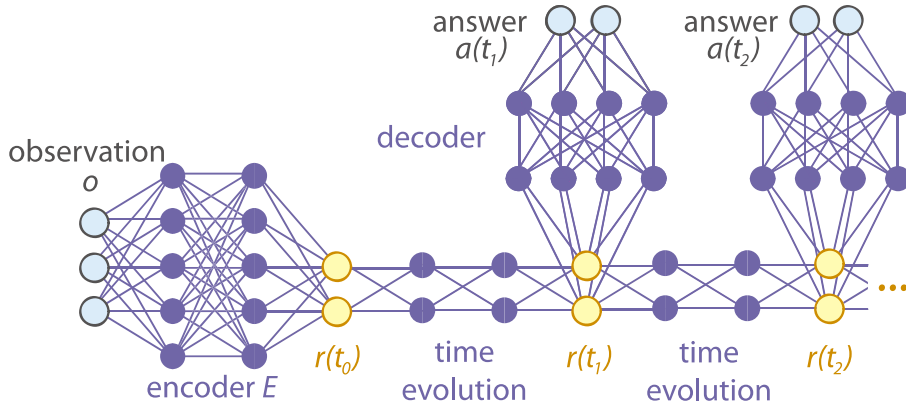 answer
a(t₁)
answer
a(t₂)
decoder
observation
o
encoder E
r(t₀)
time
evolution
r(t₁)
time
evolution
r(t₂)
...